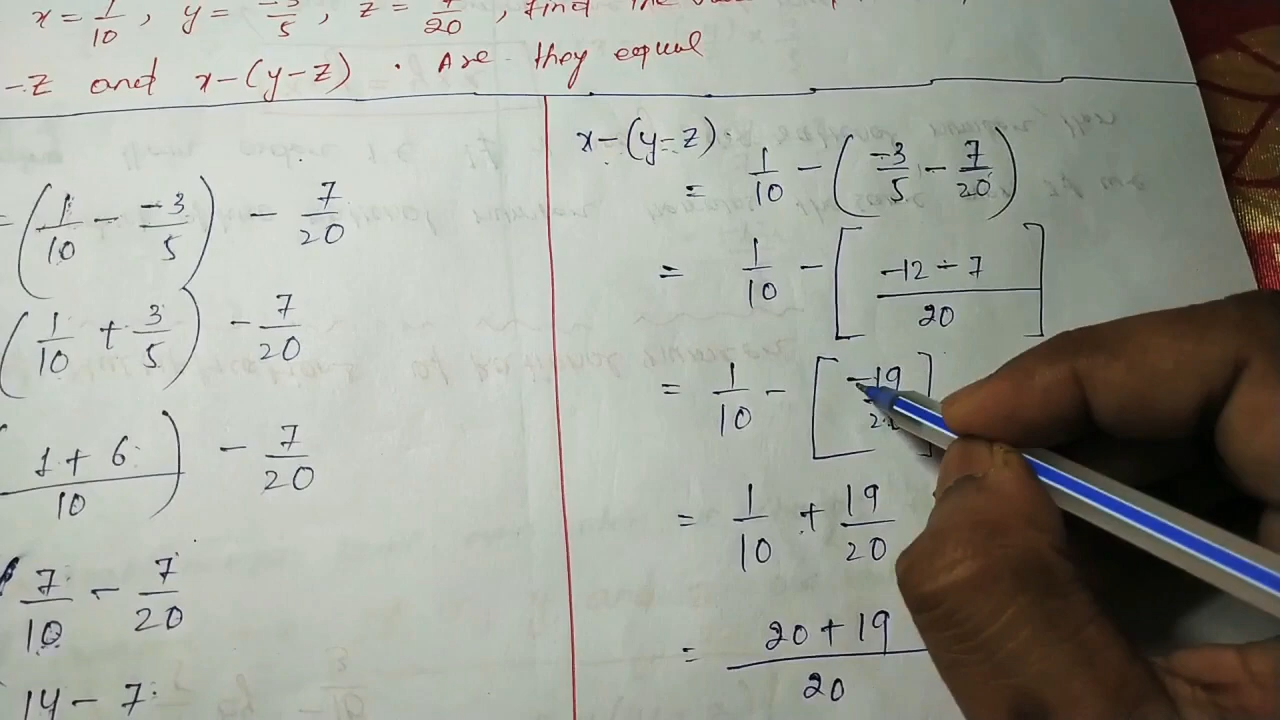 x = 1/10, y = -3/5, z = 7/20, find the
-z and x-(y-z). Are they equal
= (1/10 - -3/5) - 7/20
(1/10 + 3/5) - 7/20
(1+6/10) - 7/20
7/10 - 7/20
14 - 7
x-(y-z)
= 1/10 - (-3/5 - 7/20)
= 1/10 - [-12-7/20]
= 1/10 - [-19/20]
= 1/10 + 19/20
= 20+19/20